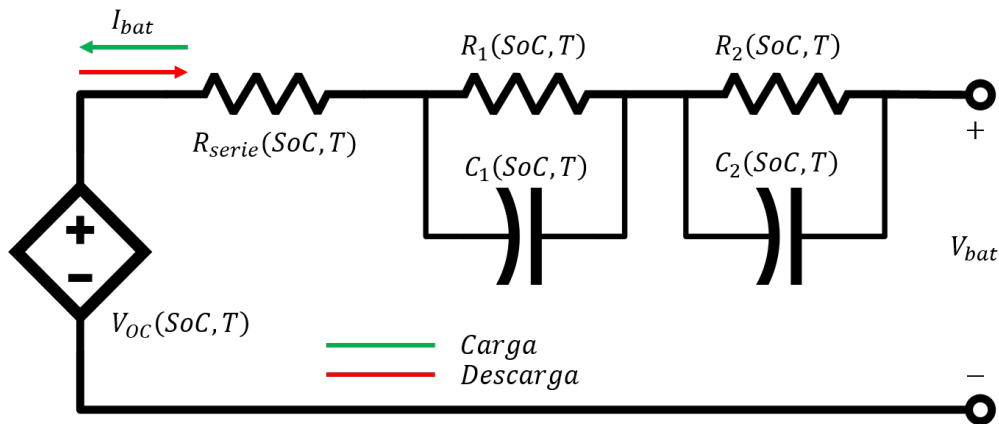 I_bat
R_1(SoC,T)
R_2(SoC,T)
R_serie(SoC,T)
C_1(SoC,T)
C_2(SoC,T)
+
+
−
V_bat
V_OC(SoC,T)
Carga
Descarga
−